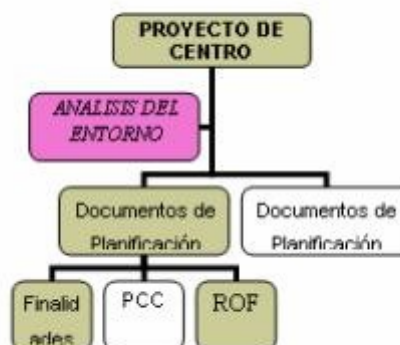 PROYECTO DE
CENTRO
ANALISIS DEL
ENTORNO
Documentos de
Planificación
Documentos de
Planificación
Finalid
ades
PCC
ROF